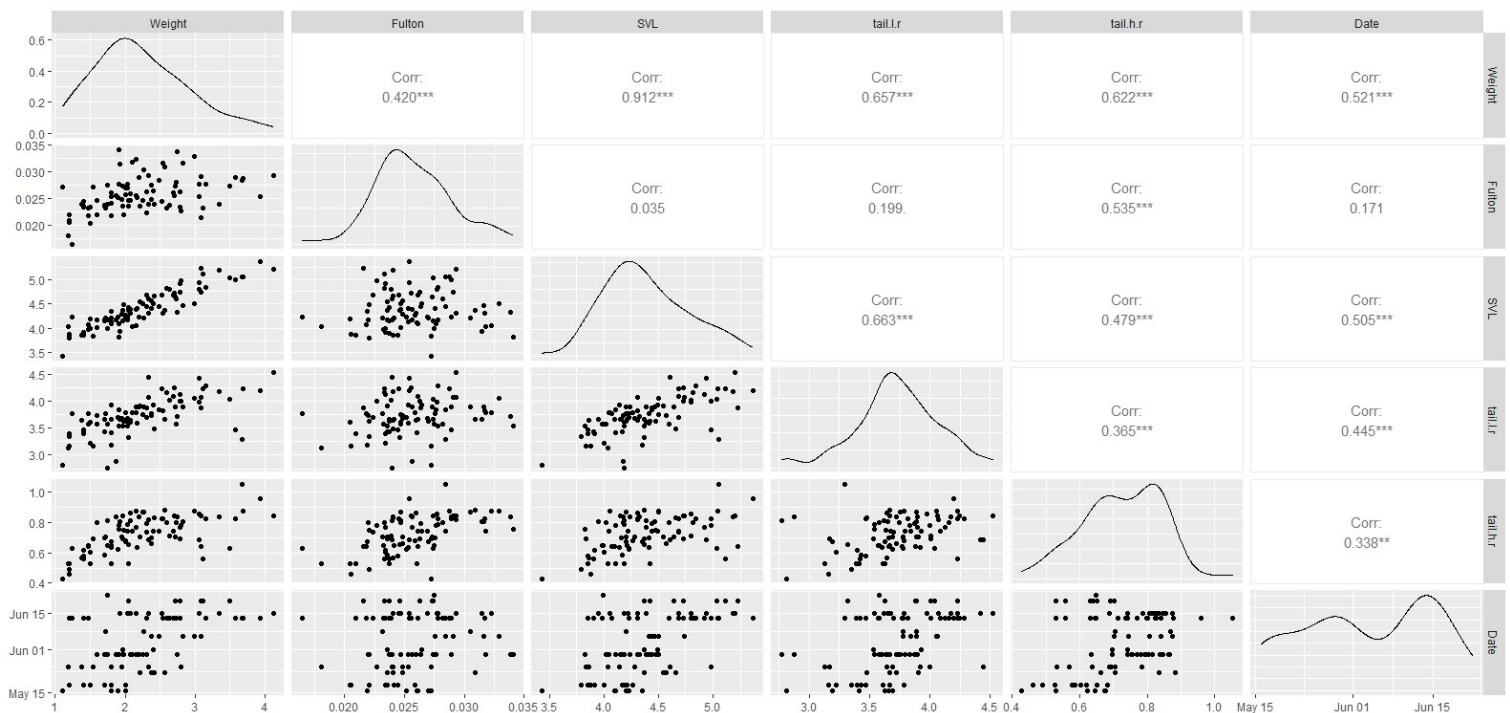 Weight Fulton SVL tail.l.r tail.h.r Date
0.6
0.4
0.2
0.0
Corr:
0.420***
Corr:
0.912***
Corr:
0.657***
Corr:
0.622***
Corr:
0.521***
Weight
0.035
0.030
0.025
0.020
Corr:
0.035
Corr:
0.199.
Corr:
0.535***
Corr:
0.171
Fulton
5.0
4.5
4.0
3.5
Corr:
0.663***
Corr:
0.479***
Corr:
0.505***
SVL
4.5
4.0
3.5
3.0
Corr:
0.365***
Corr:
0.445***
tail.l.r
1.0
0.8
0.6
0.4
Corr:
0.338**
tail.h.r
Jun 15
Jun 01
May 15
Date
1 2 3 4 0.020 0.025 0.030 0.035 3.5 4.0 4.5 5.0 3.0 3.5 4.0 4.5 0.4 0.6 0.8 1.0 May 15 Jun 01 Jun 15